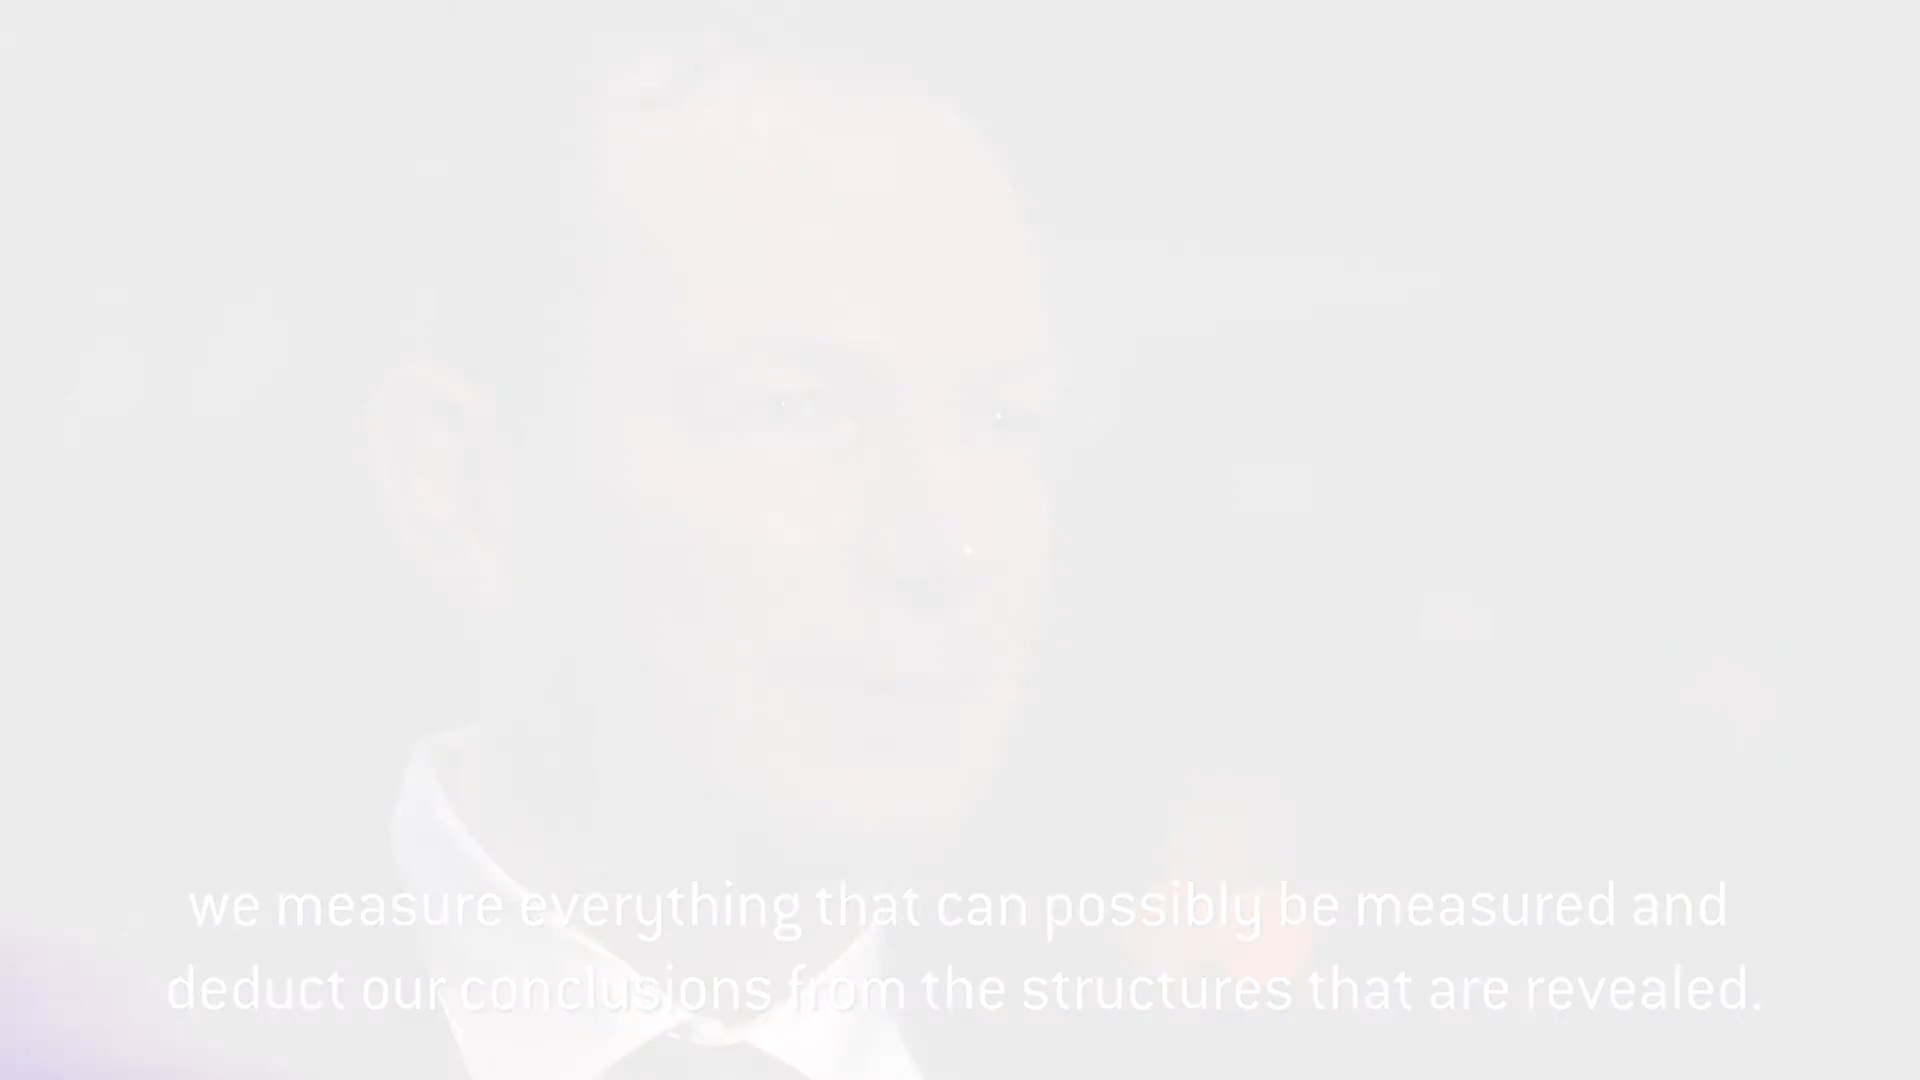 we measure everything that can possibly be measured and
deduct our conclusions from the structures that are revealed.